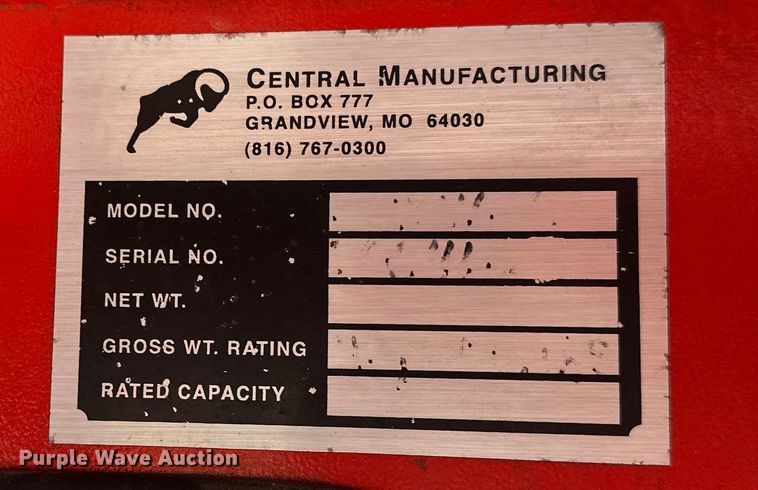 CENTRAL MANUFACTURING
P.O. BOX 777
GRANDVIEW, MO 64030
(816) 767-0300
MODEL NO.
SERIAL NO.
NET WT.
GROSS WT. RATING
RATED CAPACITY
Purple Wave Auction